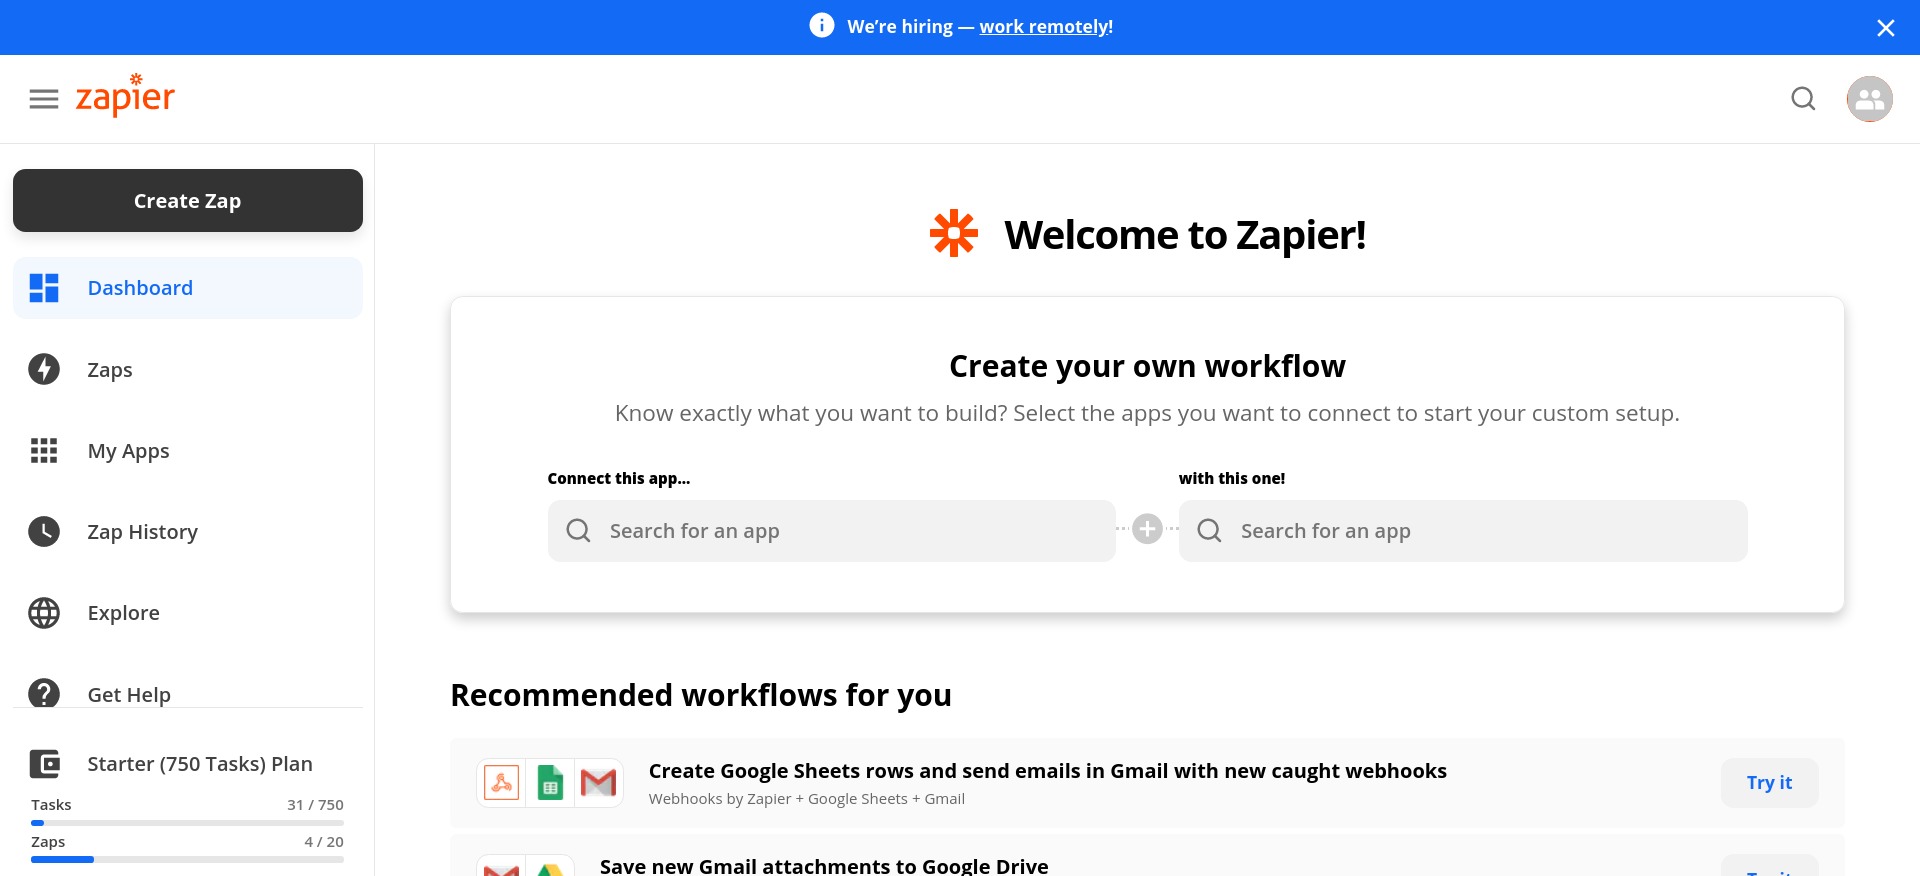 We're hiring — work remotely!
zapier
Create Zap
Dashboard
Zaps
My Apps
Zap History
Explore
Get Help
Starter (750 Tasks) Plan
Tasks 31 / 750
Zaps 4 / 20
Welcome to Zapier!
Create your own workflow
Know exactly what you want to build? Select the apps you want to connect to start your custom setup.
Connect this app...
Search for an app
with this one!
Search for an app
Recommended workflows for you
Create Google Sheets rows and send emails in Gmail with new caught webhooks
Webhooks by Zapier + Google Sheets + Gmail
Try it
Save new Gmail attachments to Google Drive
Try it